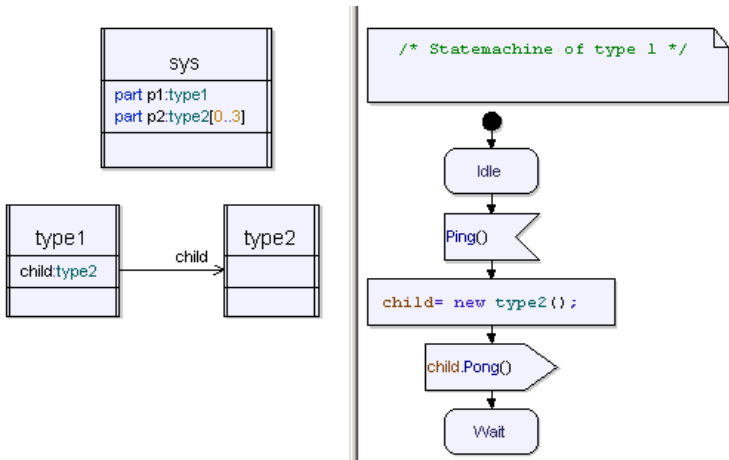 sys
part p1:type1
part p2:type2[0..3]
type1
child:type2
child
type2
/* Statemachine of type 1 */
Idle
Ping()
child= new type2();
child.Pong()
Wait